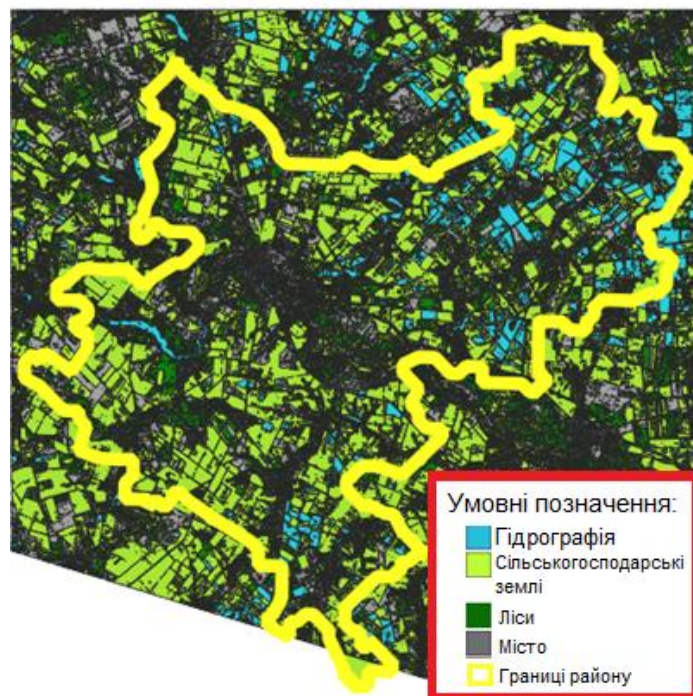 Умовні позначення:
Гідрографія
Сільськогосподарські
землі
Ліси
Місто
Границі району